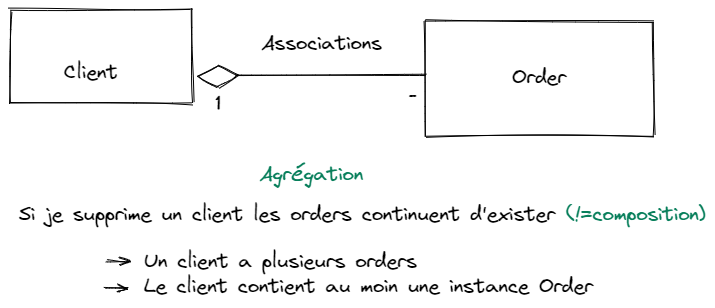 Associations
Client
Order
1
-
Agrégation
Si je supprime un client les orders continuent d'exister (!=composition)
Un client a plusieurs orders
Le client contient au moin une instance Order